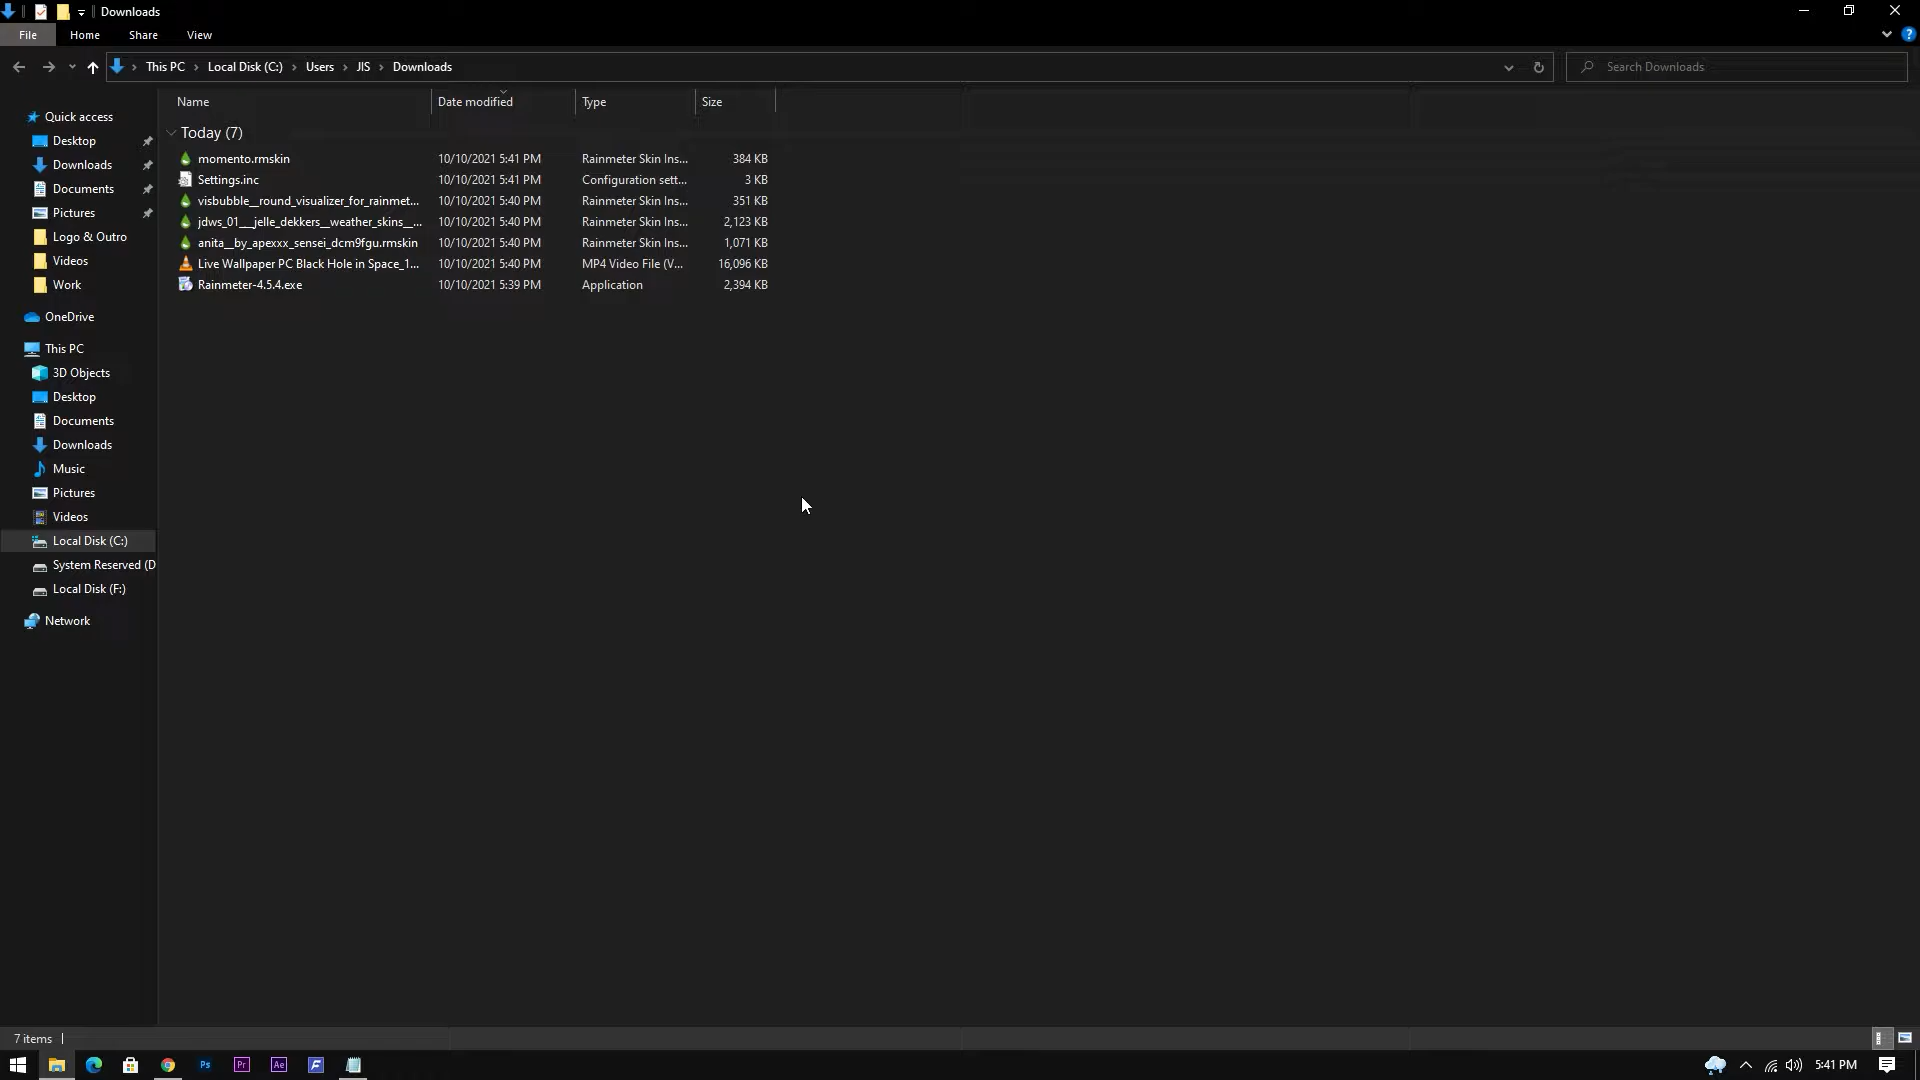 Downloads
File Home Share View
This PC › Local Disk (C:) › Users › JIS › Downloads
Search Downloads
Name Date modified Type Size
Quick access
Desktop
Downloads
Documents
Pictures
Logo & Outro
Videos
Work
OneDrive
This PC
3D Objects
Desktop
Documents
Downloads
Music
Pictures
Videos
Local Disk (C:)
System Reserved (D
Local Disk (F:)
Network
Today (7)
momento.rmskin 10/10/2021 5:41 PM Rainmeter Skin Ins... 384 KB
Settings.inc 10/10/2021 5:41 PM Configuration sett... 3 KB
visbubble__round_visualizer_for_rainmet... 10/10/2021 5:40 PM Rainmeter Skin Ins... 351 KB
jdws_01___jelle_dekkers__weather_skins__... 10/10/2021 5:40 PM Rainmeter Skin Ins... 2,123 KB
anita__by_apexxx_sensei_dcm9fgu.rmskin 10/10/2021 5:40 PM Rainmeter Skin Ins... 1,071 KB
Live Wallpaper PC Black Hole in Space_1... 10/10/2021 5:40 PM MP4 Video File (V... 16,096 KB
Rainmeter-4.5.4.exe 10/10/2021 5:39 PM Application 2,394 KB
7 items
Ps Pr Ae F
5:41 PM